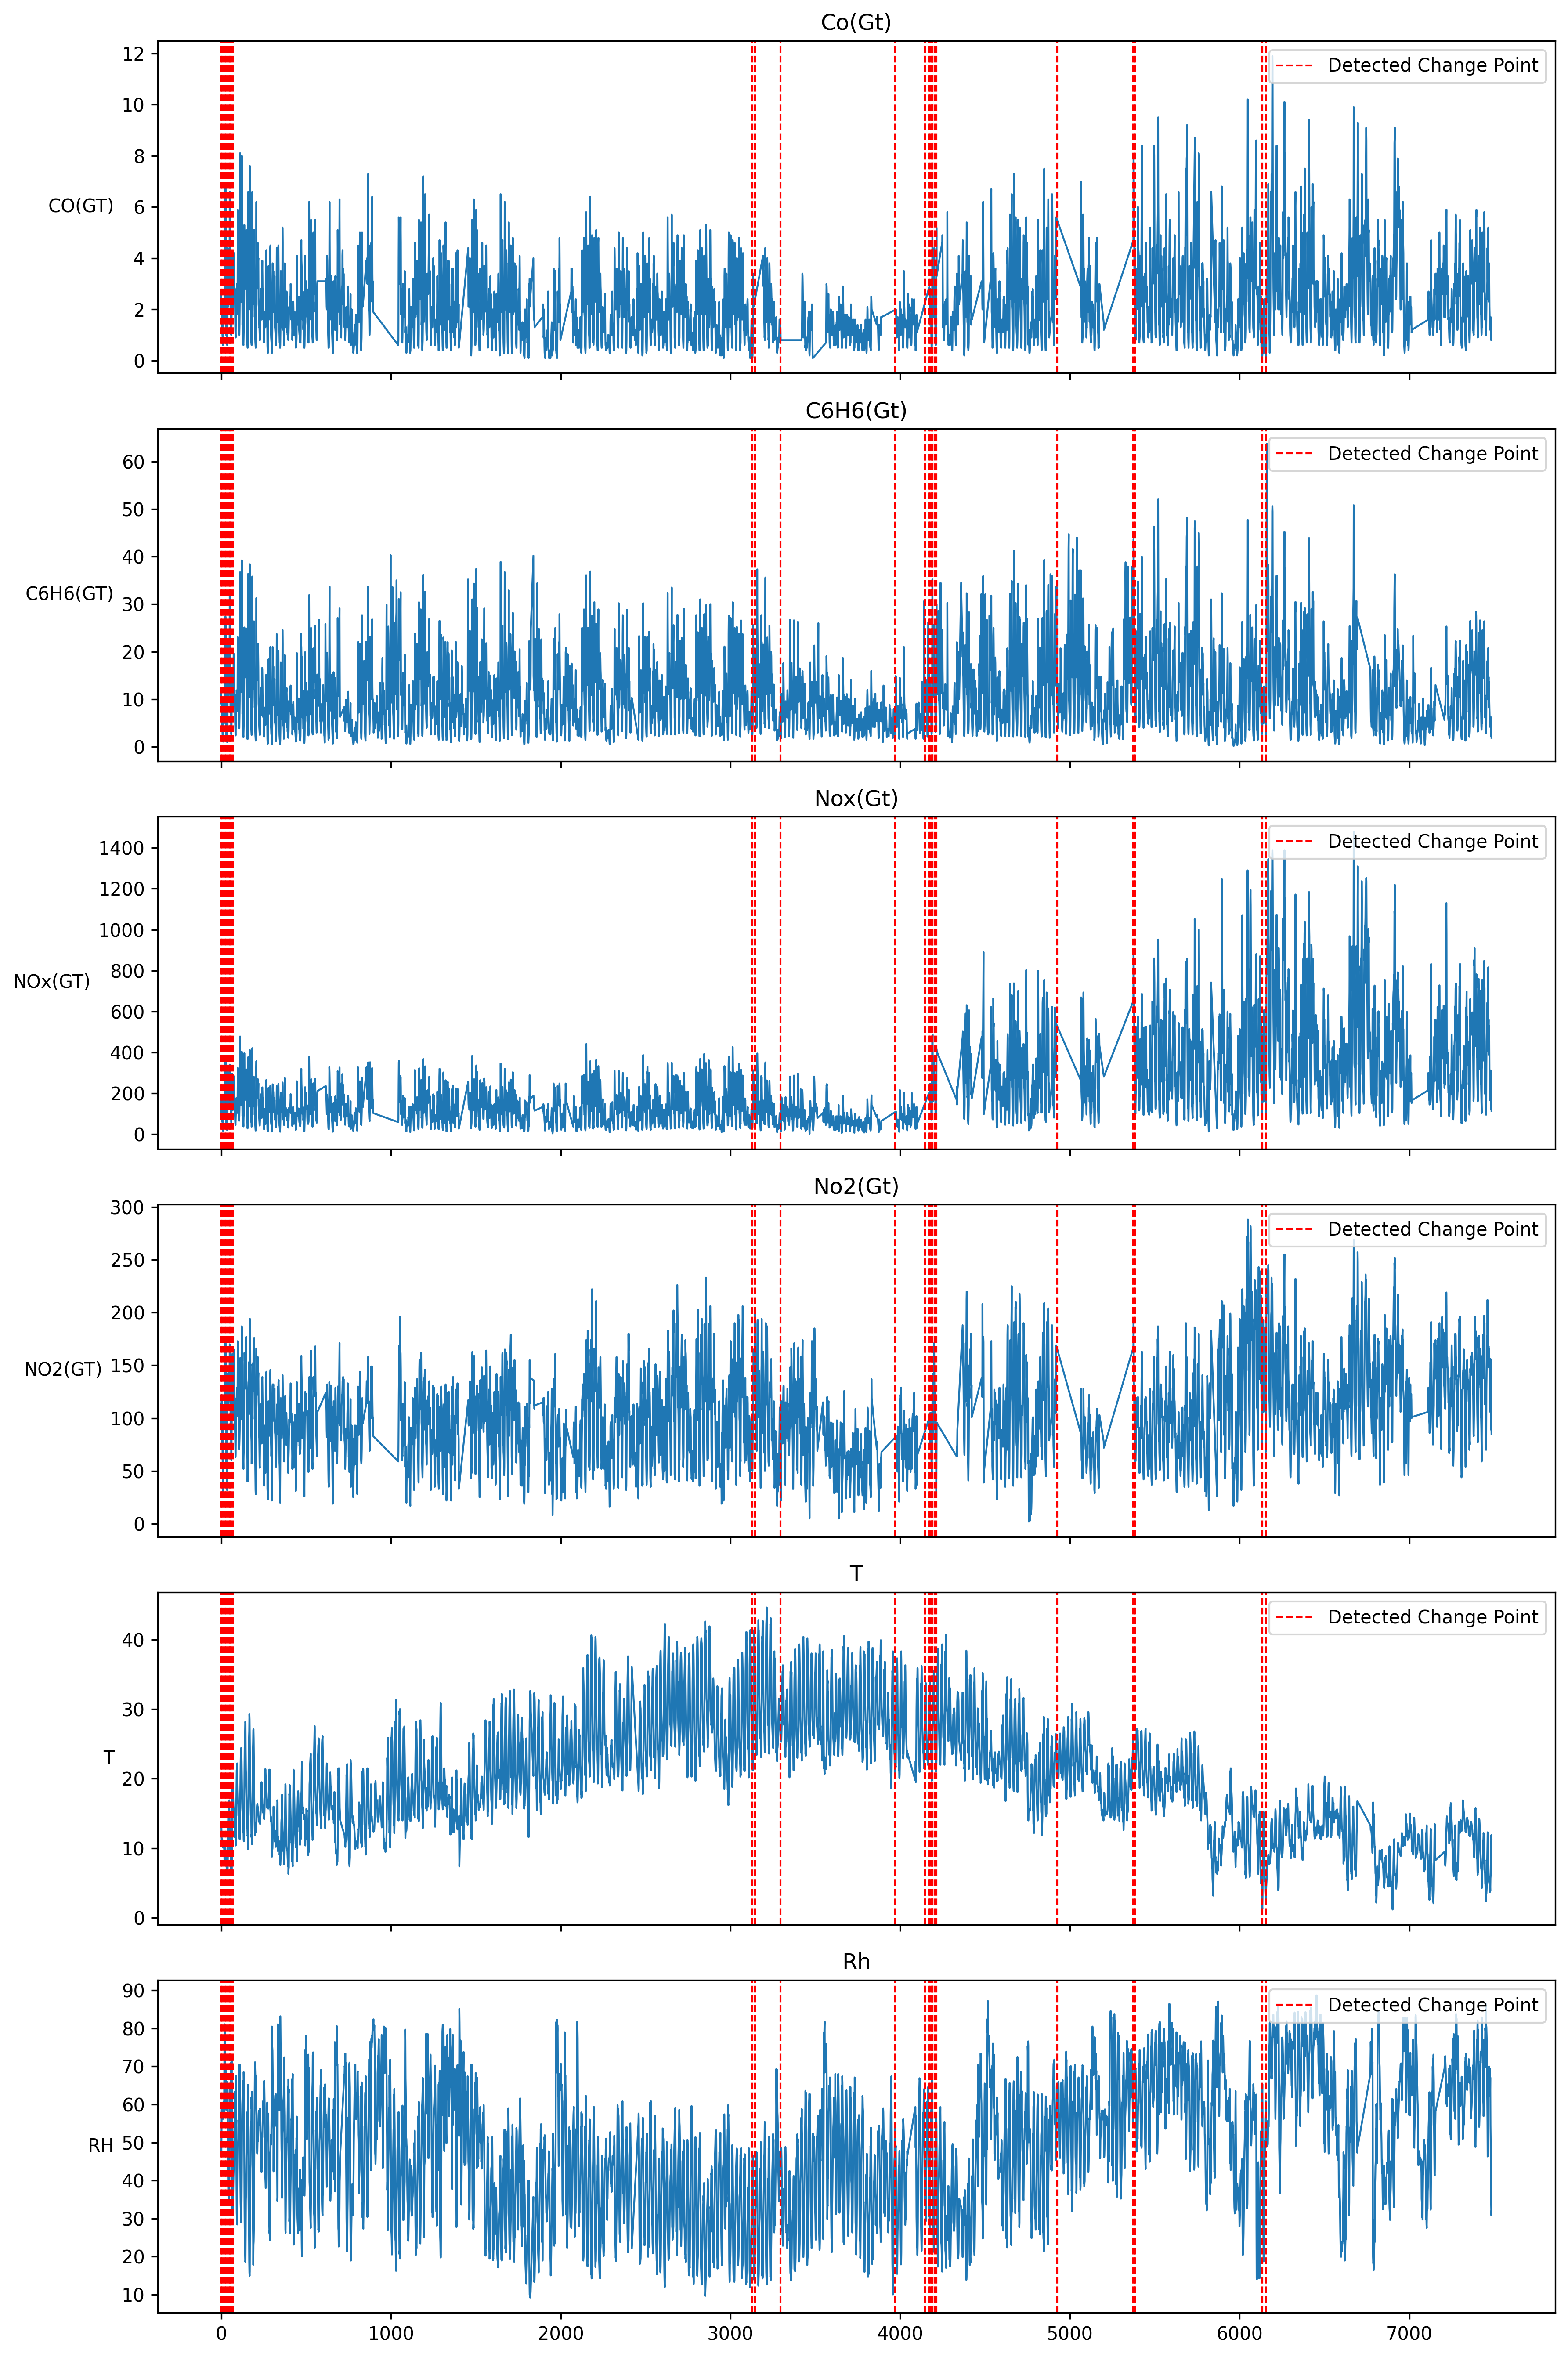 Co(Gt)
12
10
8
6
4
2
0
CO(GT)
Detected Change Point
C6H6(Gt)
60
50
40
30
20
10
0
C6H6(GT)
Detected Change Point
Nox(Gt)
1400
1200
1000
800
600
400
200
0
NOx(GT)
Detected Change Point
No2(Gt)
300
250
200
150
100
50
0
NO2(GT)
Detected Change Point
T
40
30
20
10
0
T
Detected Change Point
Rh
90
80
70
60
50
40
30
20
10
RH
Detected Change Point
0 1000 2000 3000 4000 5000 6000 7000